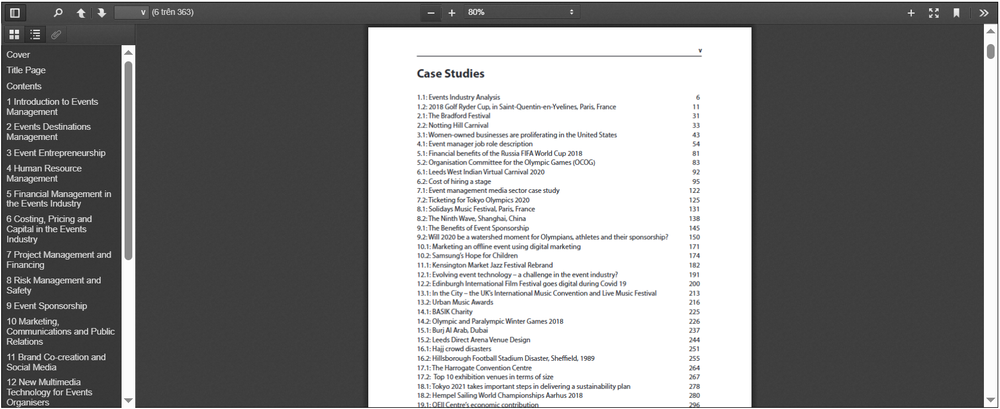 v
(6 trên 363)
80%
Cover
Title Page
Contents
1 Introduction to Events
Management
2 Events Destinations
Management
3 Event Entrepreneurship
4 Human Resource
Management
5 Financial Management in
the Events Industry
6 Costing, Pricing and
Capital in the Events
Industry
7 Project Management and
Financing
8 Risk Management and
Safety
9 Event Sponsorship
10 Marketing,
Communications and Public
Relations
11 Brand Co-creation and
Social Media
12 New Multimedia
Technology for Events
Organisers
v
Case Studies
1.1: Events Industry Analysis 6
1.2: 2018 Golf Ryder Cup, in Saint-Quentin-en-Yvelines, Paris, France 11
2.1: The Bradford Festival 31
2.2: Notting Hill Carnival 33
3.1: Women-owned businesses are proliferating in the United States 43
4.1: Event manager job role description 54
5.1: Financial benefits of the Russia FIFA World Cup 2018 81
5.2: Organisation Committee for the Olympic Games (OCOG) 83
6.1: Leeds West Indian Virtual Carnival 2020 92
6.2: Cost of hiring a stage 95
7.1: Event management media sector case study 122
7.2: Ticketing for Tokyo Olympics 2020 125
8.1: Solidays Music Festival, Paris, France 131
8.2: The Ninth Wave, Shanghai, China 138
9.1: The Benefits of Event Sponsorship 145
9.2: Will 2020 be a watershed moment for Olympians, athletes and their sponsorship? 150
10.1: Marketing an offline event using digital marketing 171
10.2: Samsung's Hope for Children 174
11.1: Kensington Market Jazz Festival Rebrand 182
12.1: Evolving event technology – a challenge in the event industry? 191
12.2: Edinburgh International Film Festival goes digital during Covid 19 200
13.1: In the City – the UK's International Music Convention and Live Music Festival 213
13.2: Urban Music Awards 216
14.1: BASIK Charity 225
14.2: Olympic and Paralympic Winter Games 2018 226
15.1: Burj Al Arab, Dubai 237
15.2: Leeds Direct Arena Venue Design 244
16.1: Hajj crowd disasters 251
16.2: Hillsborough Football Stadium Disaster, Sheffield, 1989 255
17.1: The Harrogate Convention Centre 264
17.2: Top 10 exhibition venues in terms of size 267
18.1: Tokyo 2021 takes important steps in delivering a sustainability plan 278
18.2: Hempel Sailing World Championships Aarhus 2018 280
19.1: QEII Centre's economic contribution 296